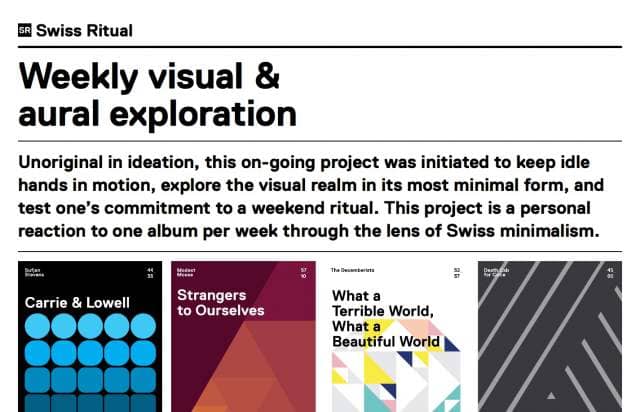 SR Swiss Ritual
Weekly visual &
aural exploration
Unoriginal in ideation, this on-going project was initiated to keep idle
hands in motion, explore the visual realm in its most minimal form, and
test one's commitment to a weekend ritual. This project is a personal
reaction to one album per week through the lens of Swiss minimalism.
Sufjan
Stevens
44
35
Carrie & Lowell
Modest
Mouse
57
10
Strangers
to Ourselves
The Decemberists
52
57
What a
Terrible World,
What a
Beautiful World
Death Cab
for Cutie
45